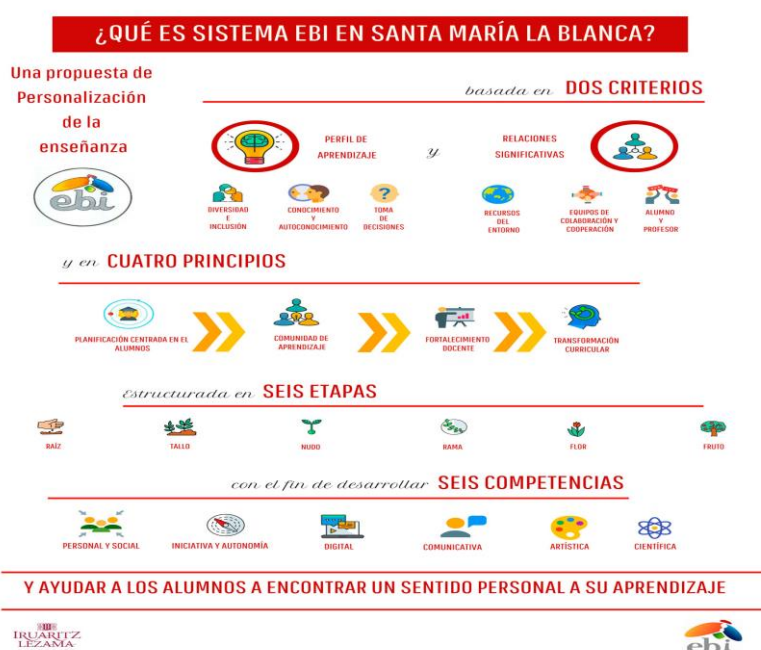 ¿QUÉ ES SISTEMA EBI EN SANTA MARÍA LA BLANCA?
Una propuesta de
Personalización
de la
enseñanza
ebi
basada en DOS CRITERIOS
PERFIL DE
APRENDIZAJE
y
RELACIONES
SIGNIFICATIVAS
DIVERSIDAD
E
INCLUSIÓN
CONOCIMIENTO
Y
AUTOCONOCIMIENTO
TOMA
DE
DECISIONES
RECURSOS
DEL
ENTORNO
EQUIPOS DE
COLABORACIÓN Y
COOPERACIÓN
ALUMNO
Y
PROFESOR
y en CUATRO PRINCIPIOS
PLANIFICACIÓN CENTRADA EN EL
ALUMNOS
COMUNIDAD DE
APRENDIZAJE
FORTALECIMIENTO
DOCENTE
TRANSFORMACIÓN
CURRICULAR
Estructurada en SEIS ETAPAS
RAÍZ
TALLO
NUDO
RAMA
FLOR
FRUTO
con el fin de desarrollar SEIS COMPETENCIAS
PERSONAL Y SOCIAL
INICIATIVA Y AUTONOMÍA
DIGITAL
COMUNICATIVA
ARTÍSTICA
CIENTÍFICA
Y AYUDAR A LOS ALUMNOS A ENCONTRAR UN SENTIDO PERSONAL A SU APRENDIZAJE
IRUARITZ
LEZAMA
ebi